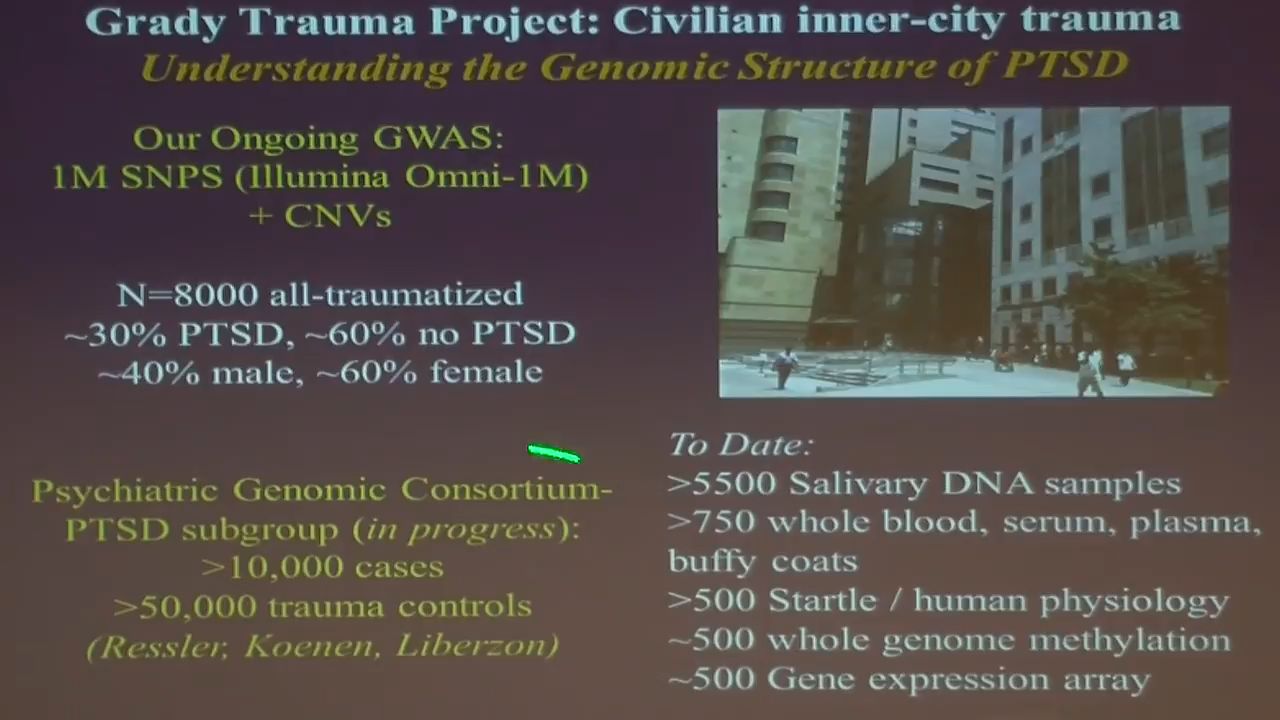 Grady Trauma Project: Civilian inner-city trauma
Understanding the Genomic Structure of PTSD
Our Ongoing GWAS:
1M SNPS (Illumina Omni-1M)
+ CNVs
N=8000 all-traumatized
~30% PTSD, ~60% no PTSD
~40% male, ~60% female
Psychiatric Genomic Consortium-
PTSD subgroup (in progress):
>10,000 cases
>50,000 trauma controls
(Ressler, Koenen, Liberzon)
To Date:
>5500 Salivary DNA samples
>750 whole blood, serum, plasma,
buffy coats
>500 Startle / human physiology
~500 whole genome methylation
~500 Gene expression array